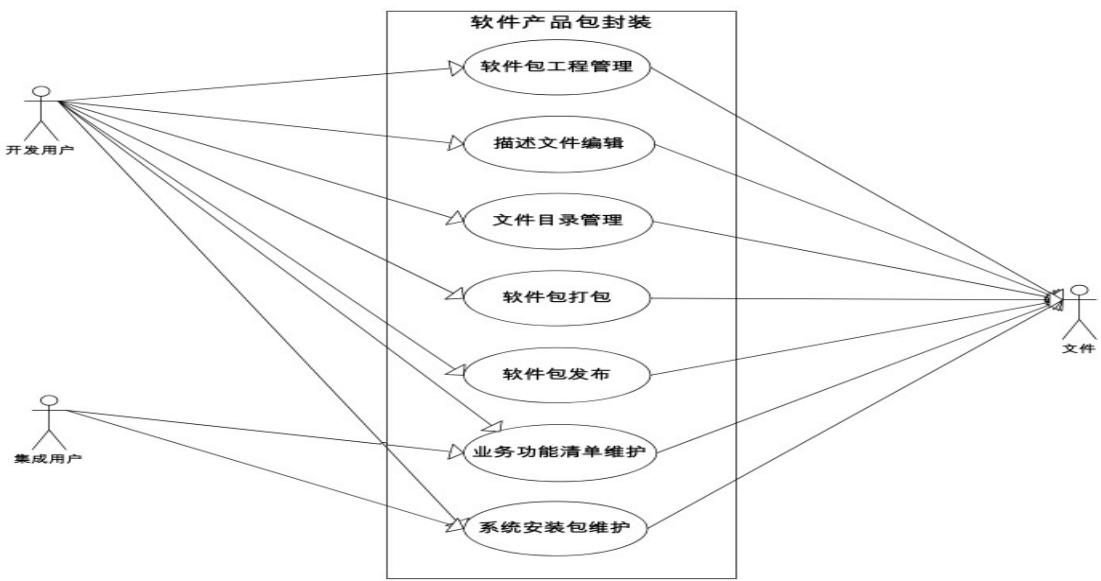 软件产品包封装
软件包工程管理
开发用户
描述文件编辑
文件目录管理
软件包打包
文件
软件包发布
集成用户
业务功能清单维护
系统安装包维护